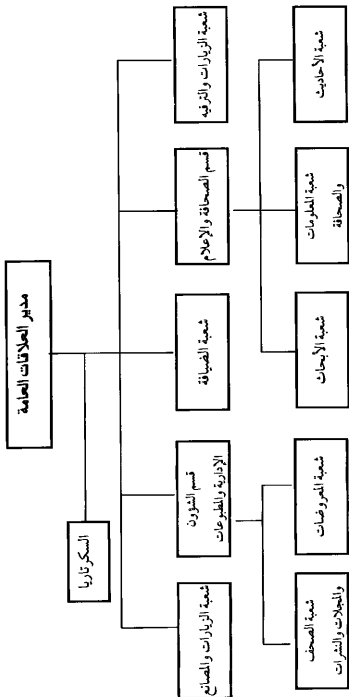 مدير العلاقات العامة
السكرتاريا
شعبة الزيارات والترفيه
قسم الصحافة والإعلام
شعبة الضيافة
قسم الشؤون
الإدارية والمطبوعات
شعبة الزيارات والمصانع
شعبة الأحاديث
شعبة المعلومات
والصحافة
شعبة الأبحاث
شعبة المعروضات
شعبة الصحف
والمجلات والنشرات